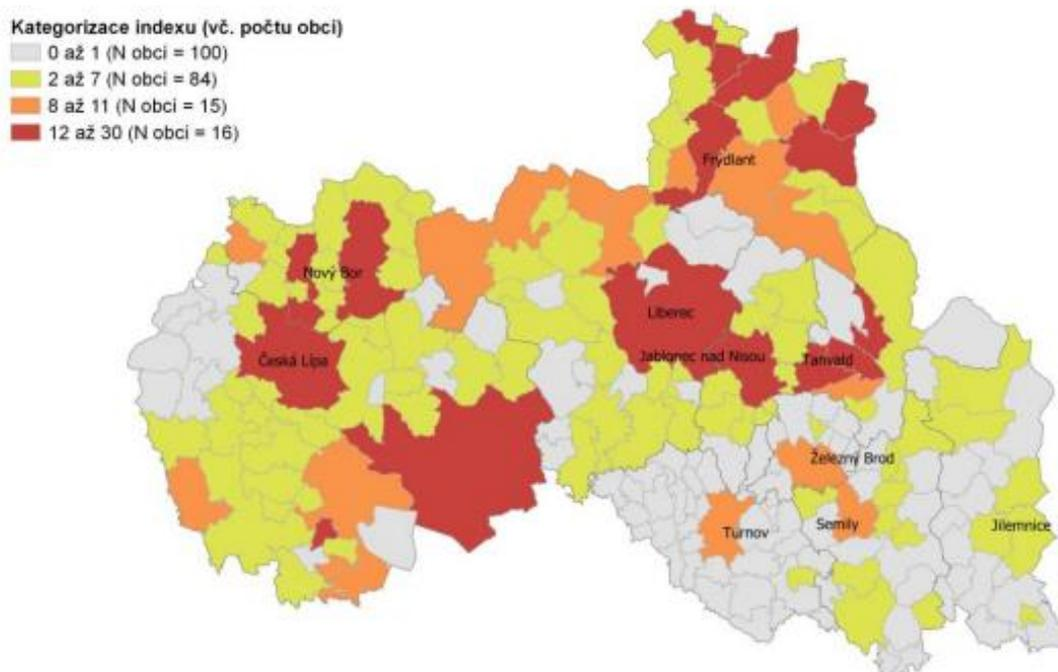 Kategorizace indexu (vč. počtu obcí)
0 až 1 (N obcí = 100)
2 až 7 (N obcí = 84)
8 až 11 (N obcí = 15)
12 až 30 (N obcí = 16)
Frýdlant
Nový Bor
Liberec
Česká Lípa
Jablonec nad Nisou
Tanvald
Železný Brod
Turnov
Semily
Jilemnice